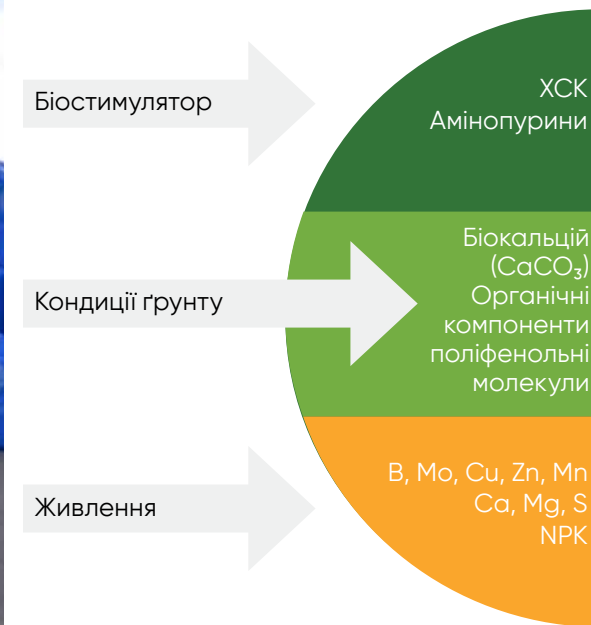 Біостимулятор
ХСК
Амінопурини
Кондиції ґрунту
Біокальцій
(CaCO₃)
Органічні
компоненти
поліфенольні
молекули
Живлення
B, Mo, Cu, Zn, Mn
Ca, Mg, S
NPK